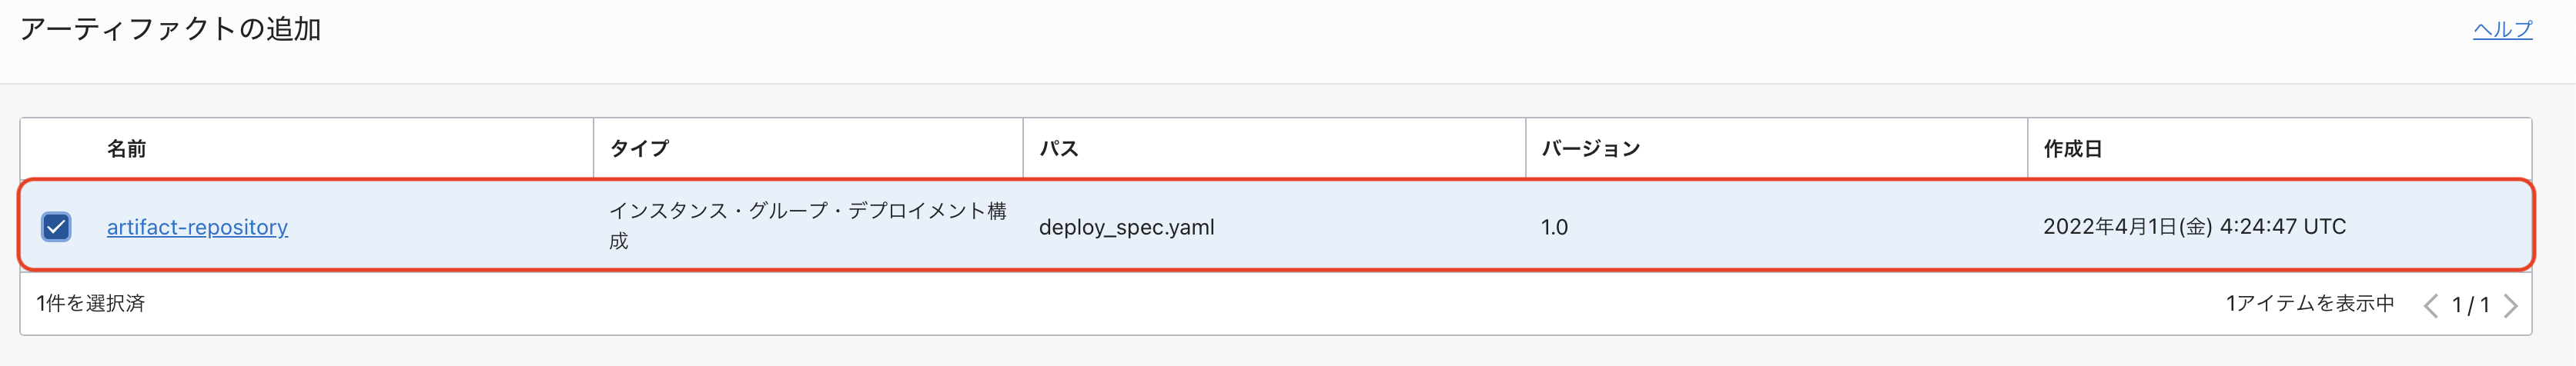 アーティファクトの追加
ヘルプ
名前 タイプ パス バージョン 作成日
artifact-repository インスタンス・グループ・デプロイメント構
成 deploy_spec.yaml 1.0 2022年4月1日(金) 4:24:47 UTC
1件を選択済 1アイテムを表示中 1 / 1